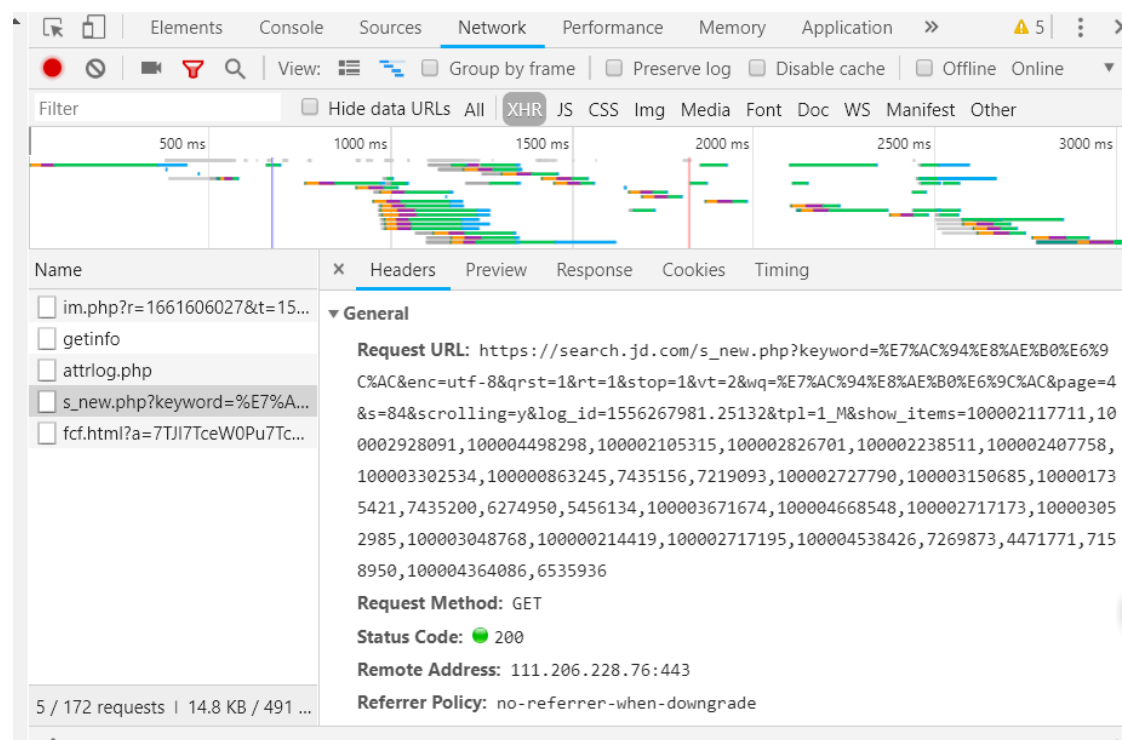 Elements Console Sources Network Performance Memory Application » 5
View: Group by frame Preserve log Disable cache Offline Online
Filter Hide data URLs All XHR JS CSS Img Media Font Doc WS Manifest Other
500 ms 1000 ms 1500 ms 2000 ms 2500 ms 3000 ms
Name
× Headers Preview Response Cookies Timing
im.php?r=1661606027&t=15...
getinfo
attrlog.php
s_new.php?keyword=%E7%A...
fcf.html?a=7TJl7TceW0Pu7Tc...
5 / 172 requests | 14.8 KB / 491 ...
General
Request URL: https://search.jd.com/s_new.php?keyword=%E7%AC%94%E8%AE%B0%E6%9
C%AC&enc=utf-8&qrst=1&rt=1&stop=1&vt=2&wq=%E7%AC%94%E8%AE%B0%E6%9C%AC&page=4
&s=84&scrolling=y&log_id=1556267981.25132&tpl=1_M&show_items=100002117711,10
0002928091,100004498298,100002105315,100002826701,100002238511,100002407758,
100003302534,100000863245,7435156,7219093,100002727790,100003150685,10000173
5421,7435200,6274950,5456134,100003671674,100004668548,100002717173,10000305
2985,100003048768,100000214419,100002717195,100004538426,7269873,4471771,715
8950,100004364086,6535936
Request Method: GET
Status Code: 200
Remote Address: 111.206.228.76:443
Referrer Policy: no-referrer-when-downgrade